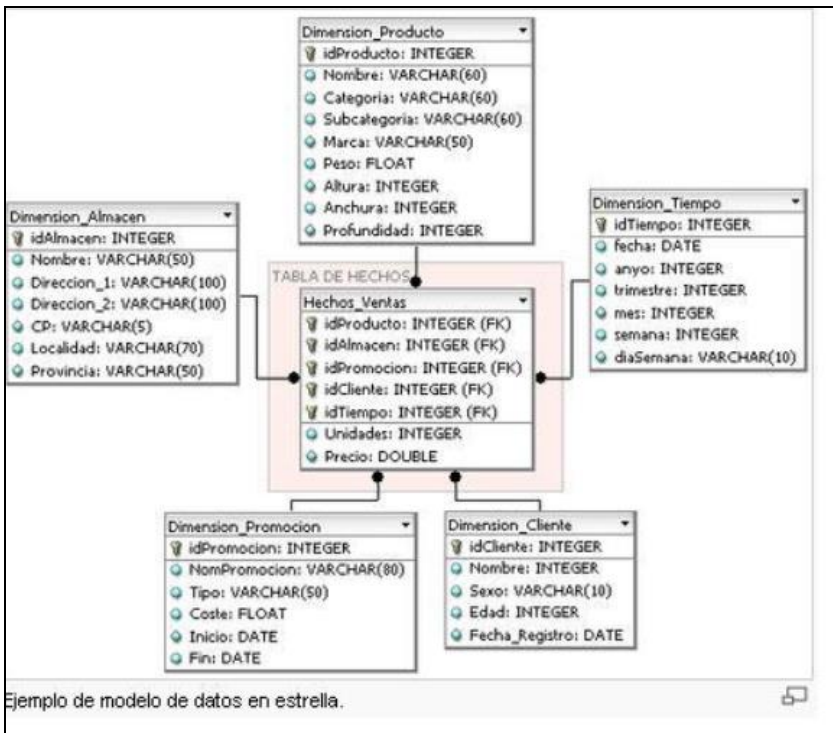 Dimension_Producto
idProducto: INTEGER
Nombre: VARCHAR(60)
Categoria: VARCHAR(60)
Subcategoria: VARCHAR(60)
Marca: VARCHAR(50)
Peso: FLOAT
Altura: INTEGER
Anchura: INTEGER
Profundidad: INTEGER
Dimension_Almacen
idAlmacen: INTEGER
Nombre: VARCHAR(50)
Direccion_1: VARCHAR(100)
Direccion_2: VARCHAR(100)
CP: VARCHAR(5)
Localidad: VARCHAR(70)
Provincia: VARCHAR(50)
TABLA DE HECHOS
Hechos_Ventas
idProducto: INTEGER (FK)
idAlmacen: INTEGER (FK)
idPromocion: INTEGER (FK)
idCliente: INTEGER (FK)
idTiempo: INTEGER (FK)
Unidades: INTEGER
Precio: DOUBLE
Dimension_Tiempo
idTiempo: INTEGER
fecha: DATE
anyo: INTEGER
trimestre: INTEGER
mes: INTEGER
semana: INTEGER
diaSemana: VARCHAR(10)
Dimension_Promocion
idPromocion: INTEGER
NomPromocion: VARCHAR(80)
Tipo: VARCHAR(50)
Coste: FLOAT
Inicio: DATE
Fin: DATE
Dimension_Cliente
idCliente: INTEGER
Nombre: INTEGER
Sexo: VARCHAR(10)
Edad: INTEGER
Fecha_Registro: DATE
Ejemplo de modelo de datos en estrella.